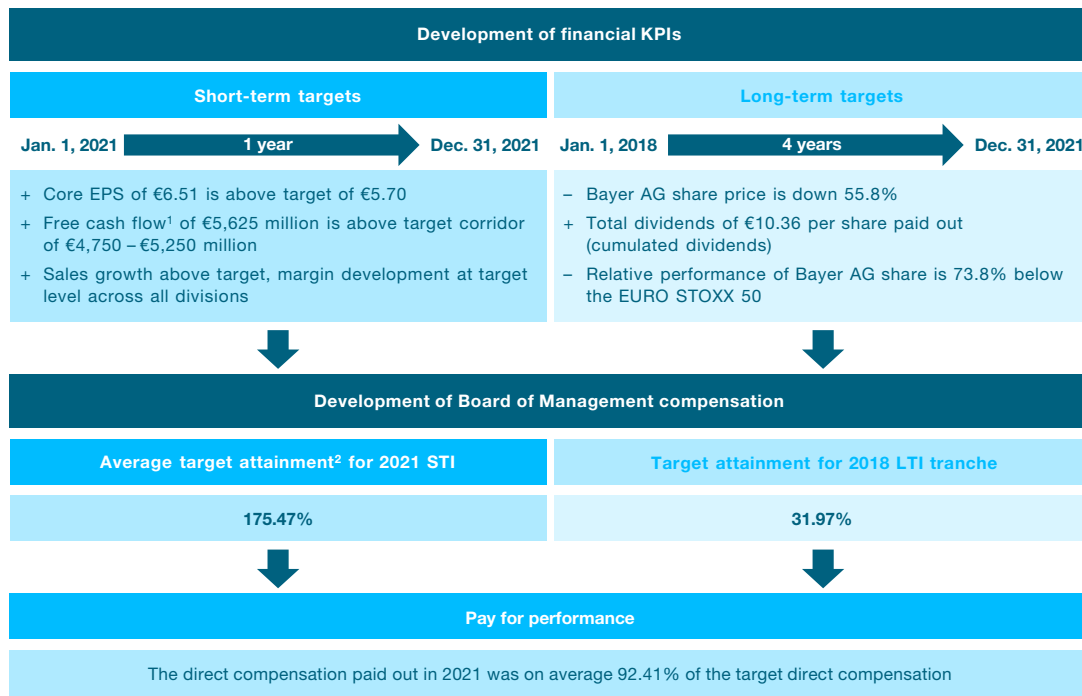 Development of financial KPIs
Short-term targets
Jan. 1, 2021
1 year
Dec. 31, 2021
+ Core EPS of €6.51 is above target of €5.70
+ Free cash flow¹ of €5,625 million is above target corridor
of €4,750 – €5,250 million
+ Sales growth above target, margin development at target
level across all divisions
Long-term targets
Jan. 1, 2018
4 years
Dec. 31, 2021
– Bayer AG share price is down 55.8%
+ Total dividends of €10.36 per share paid out
(cumulated dividends)
– Relative performance of Bayer AG share is 73.8% below
the EURO STOXX 50
Development of Board of Management compensation
Average target attainment² for 2021 STI
175.47%
Target attainment for 2018 LTI tranche
31.97%
Pay for performance
The direct compensation paid out in 2021 was on average 92.41% of the target direct compensation